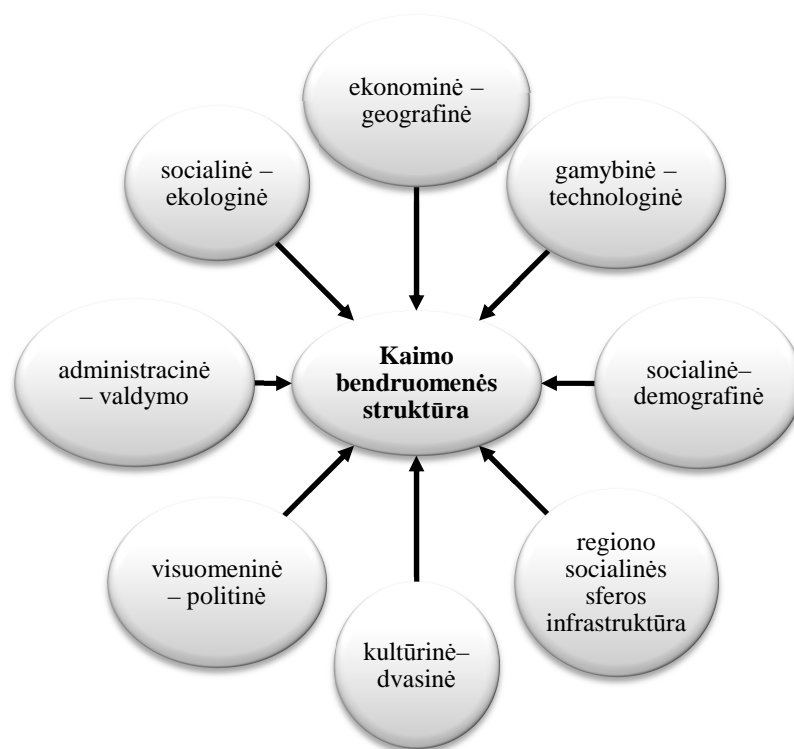 ekonominė –
geografinė
socialinė –
ekologinė
gamybinė –
technologinė
administracinė
– valdymo
Kaimo
bendruomenės
struktūra
socialinė–
demografinė
visuomeninė
– politinė
kultūrinė–
dvasinė
regiono
socialinės
sferos
infrastruktūra